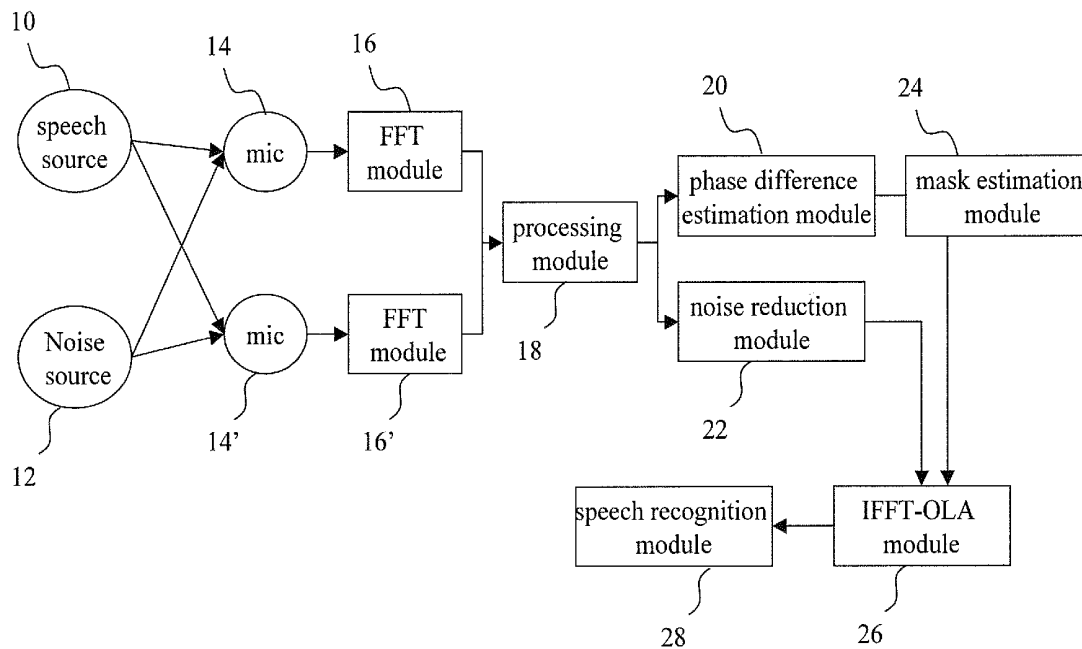 10
14
16
speech
source
mic
FFT
module
20
24
phase difference
estimation module
mask estimation
module
processing
module
18
Noise
source
12
mic
14’
FFT
module
16’
noise reduction
module
22
speech recognition
module
28
IFFT-OLA
module
26